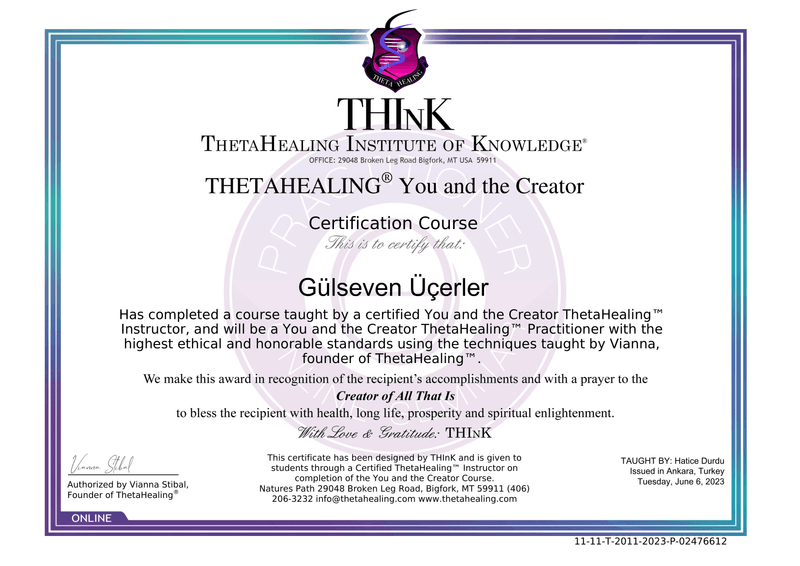 THETA HEALING
THInK
ThetaHealing Institute of Knowledge®
OFFICE: 29048 Broken Leg Road Bigfork, MT USA 59911
THETAHEALING® You and the Creator
PRACTITIONER
Certification Course
This is to certify that:
Gülseven Üçerler
Has completed a course taught by a certified You and the Creator ThetaHealing™
Instructor, and will be a You and the Creator ThetaHealing™ Practitioner with the
highest ethical and honorable standards using the techniques taught by Vianna,
founder of ThetaHealing™.
We make this award in recognition of the recipient's accomplishments and with a prayer to the
Creator of All That Is
to bless the recipient with health, long life, prosperity and spiritual enlightenment.
With Love & Gratitude: THInK
Vianna Stibal
Authorized by Vianna Stibal,
Founder of ThetaHealing®
This certificate has been designed by THInK and is given to
students through a Certified ThetaHealing™ Instructor on
completion of the You and the Creator Course.
Natures Path 29048 Broken Leg Road, Bigfork, MT 59911 (406)
206-3232 info@thetahealing.com www.thetahealing.com
TAUGHT BY: Hatice Durdu
Issued in Ankara, Turkey
Tuesday, June 6, 2023
ONLINE
11-11-T-2011-2023-P-02476612